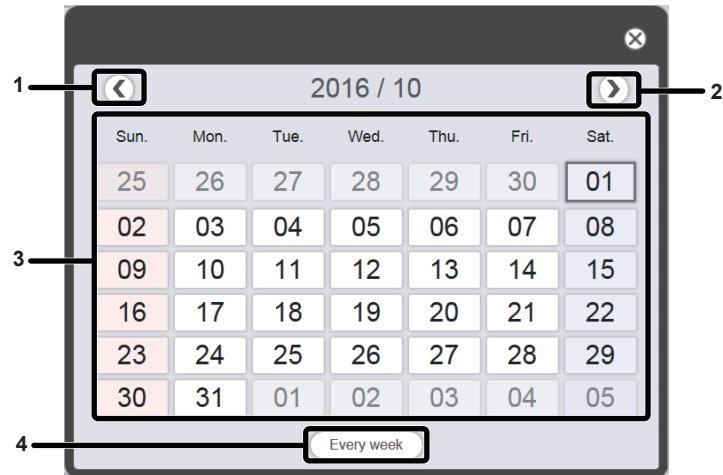 2016 / 10
1
2
Sun. Mon. Tue. Wed. Thu. Fri. Sat.
25 26 27 28 29 30 01
02 03 04 05 06 07 08
3
09 10 11 12 13 14 15
16 17 18 19 20 21 22
23 24 25 26 27 28 29
30 31 01 02 03 04 05
4
Every week